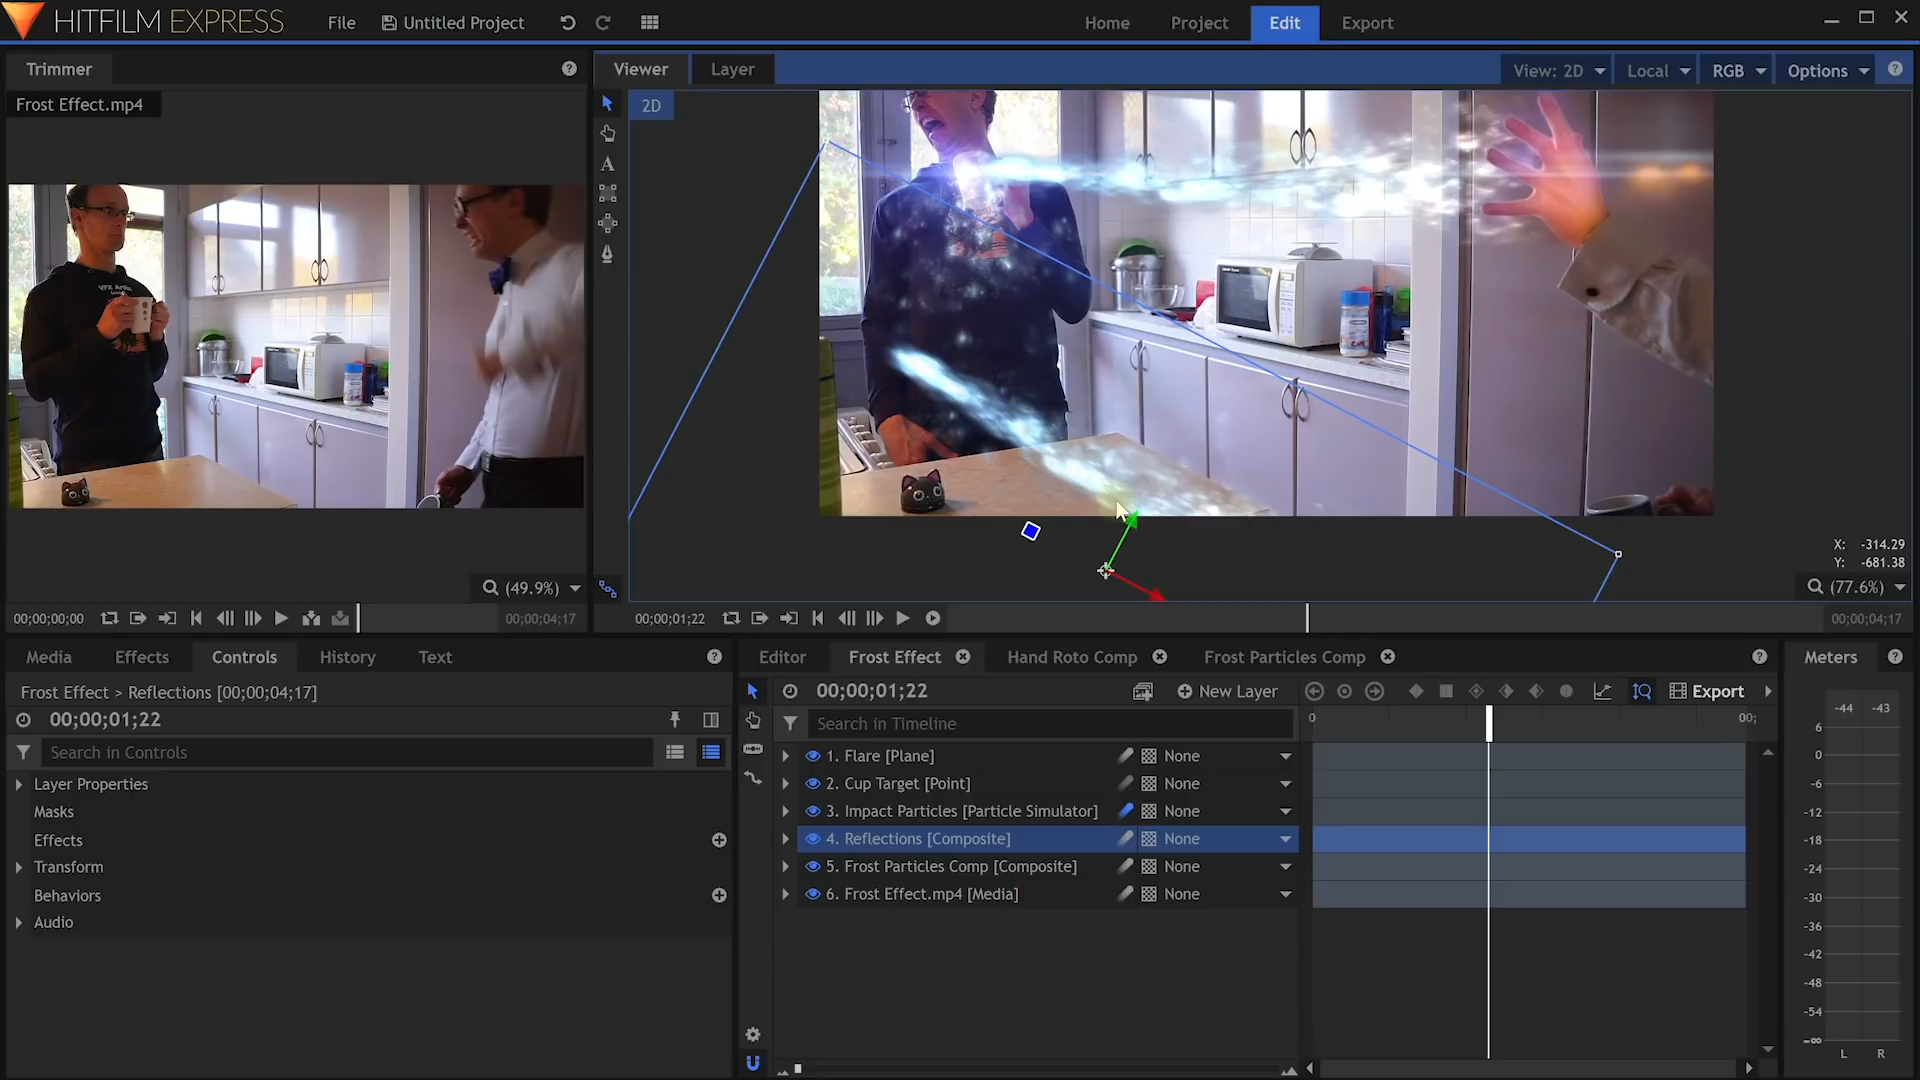 HITFILM EXPRESS
File
Untitled Project
Home
Project
Edit
Export
Trimmer
Viewer
Layer
View: 2D
Local
RGB
Options
Frost Effect.mp4
2D
X: -314.29
Y: -681.38
(49.9%)
(77.6%)
00;00;00;00
00;00;04;17
00;00;01;22
00;00;04;17
Media
Effects
Controls
History
Text
Editor
Frost Effect
Hand Roto Comp
Frost Particles Comp
Meters
Frost Effect > Reflections [00;00;04;17]
00;00;01;22
Search in Controls
Layer Properties
Masks
Effects
Transform
Behaviors
Audio
00;00;01;22
New Layer
Export
Search in Timeline
0
00;
1. Flare [Plane]
None
2. Cup Target [Point]
None
3. Impact Particles [Particle Simulator]
None
4. Reflections [Composite]
None
5. Frost Particles Comp [Composite]
None
6. Frost Effect.mp4 [Media]
None
-44
-43
6
0
-6
-12
-18
-24
-30
-36
-42
-48
-54
-∞
L
R